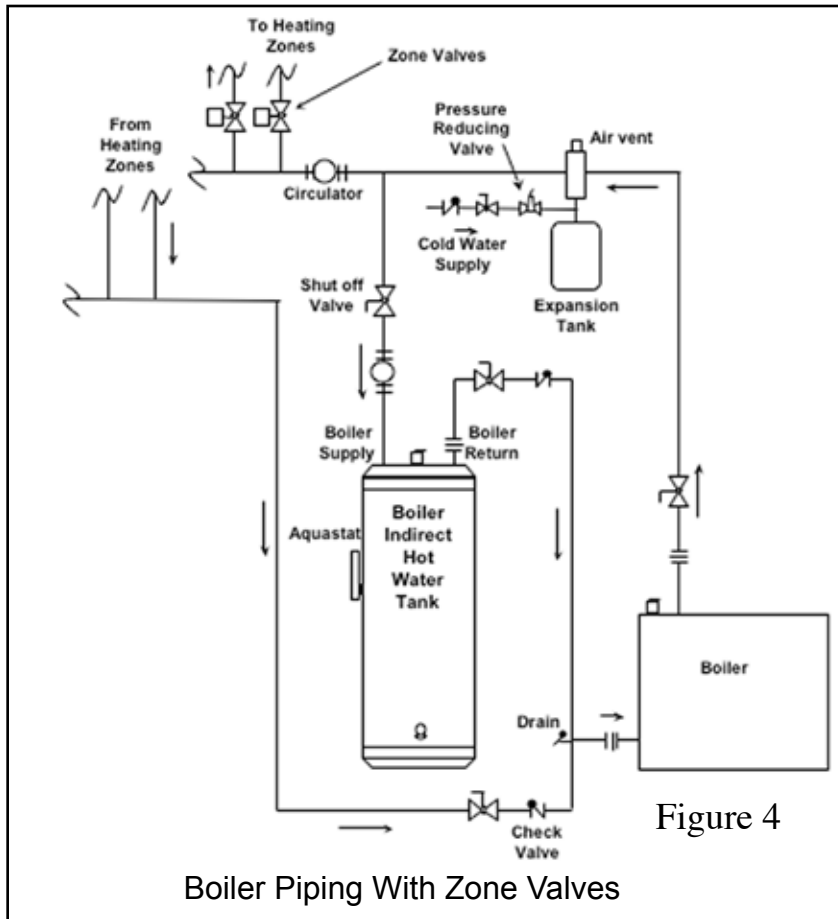 To Heating
Zones
Zone Valves
From
Heating
Zones
Pressure
Reducing
Valve
Air vent
Circulator
Cold Water
Supply
Shut off
Valve
Expansion
Tank
Boiler
Supply
Boiler
Return
Aquastat
Boiler
Indirect
Hot
Water
Tank
Boiler
Drain
Check
Valve
Figure 4
Boiler Piping With Zone Valves